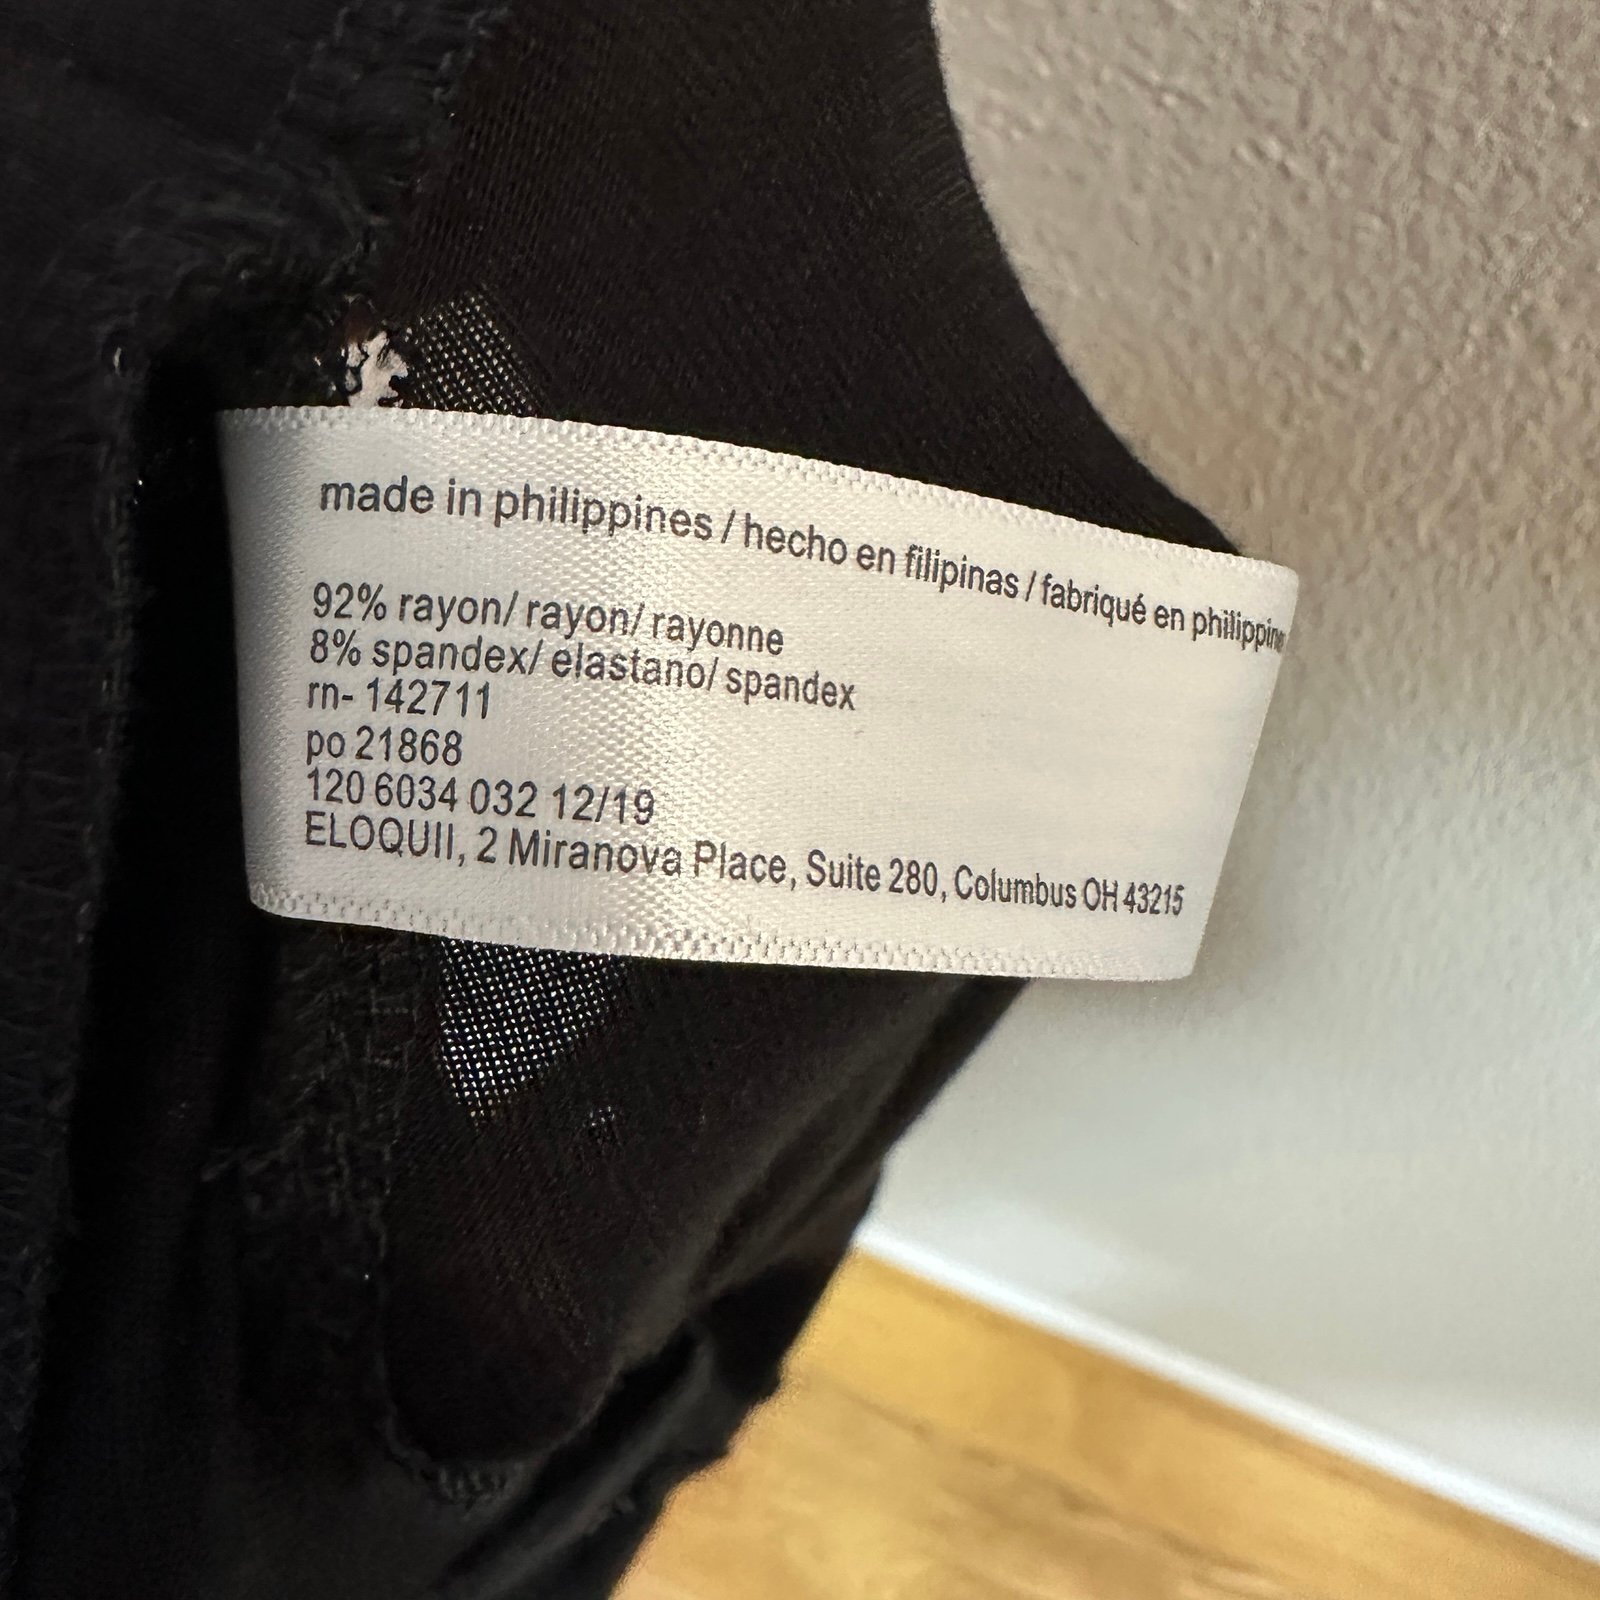 made in philippines / hecho en filipinas / fabriqué en
92% rayon/ rayon/ rayonne
8% spandex/ elastano/ spandex
rn- 142711
po 21868
120 6034 032 12/19
ELOQUII, 2 Miranova Place, Suite 280, Columbus OH 43215